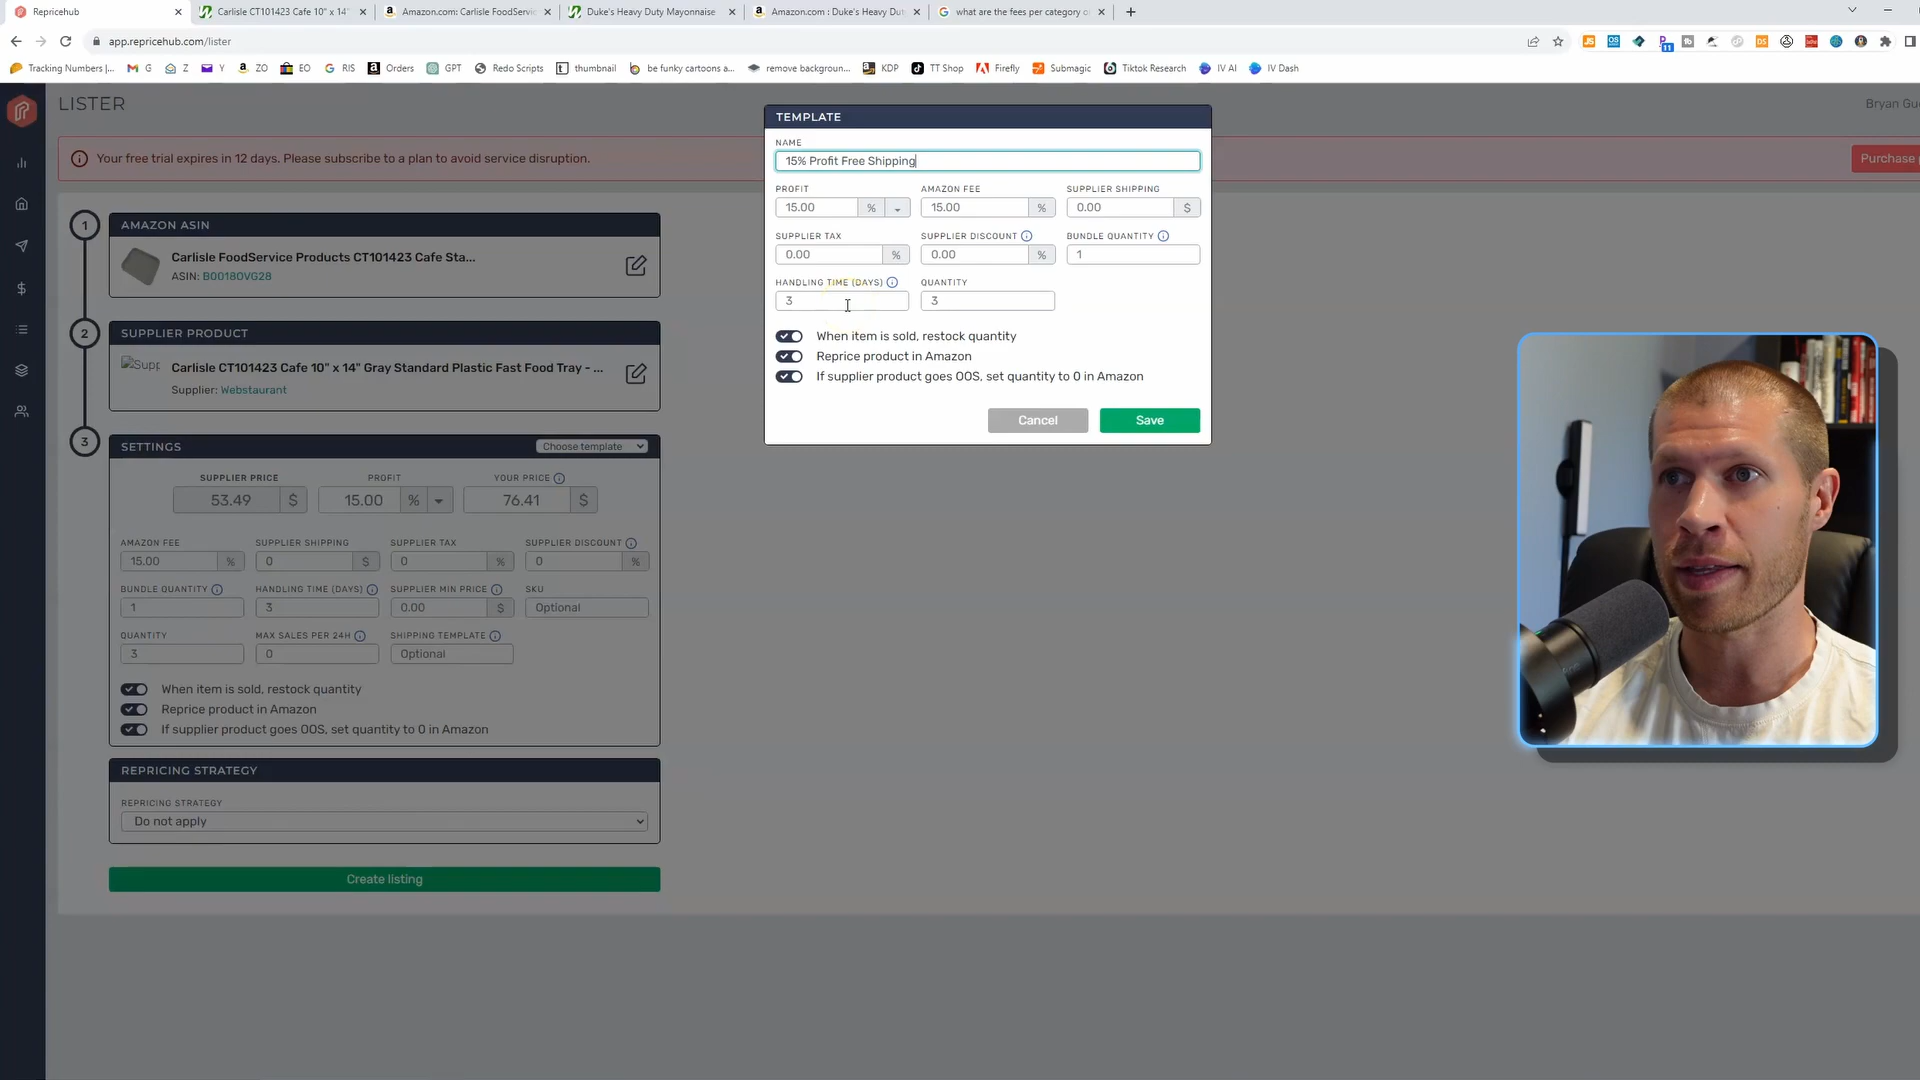 Repricehub
Carlisle CT101423 Cafe 10" x 14"
Amazon.com: Carlisle FoodServic
Duke's Heavy Duty Mayonnaise
Amazon.com : Duke's Heavy Dut
what are the fees per category o
app.repricehub.com/lister
11
Tracking Numbers |...
G
Z
Y
ZO
EO
RIS
Orders
GPT
Redo Scripts
thumbnail
be funky cartoons a...
remove backgroun...
KDP
TT Shop
Firefly
Submagic
Tiktok Research
IV AI
IV Dash
LISTER
Bryan Gue
Your free trial expires in 12 days. Please subscribe to a plan to avoid service disruption.
Purchase
1
AMAZON ASIN
Carlisle FoodService Products CT101423 Cafe Sta...
ASIN: B00180VG28
2
SUPPLIER PRODUCT
Supp
Carlisle CT101423 Cafe 10" x 14" Gray Standard Plastic Fast Food Tray - ...
Supplier: Webstaurant
3
SETTINGS
Choose template
SUPPLIER PRICE
PROFIT
YOUR PRICE
53.49 $
15.00 %
76.41 $
AMAZON FEE
SUPPLIER SHIPPING
SUPPLIER TAX
SUPPLIER DISCOUNT
15.00 %
0 $
0 %
0 %
BUNDLE QUANTITY
HANDLING TIME (DAYS)
SUPPLIER MIN PRICE
SKU
1
3
0.00 $
Optional
QUANTITY
MAX SALES PER 24H
SHIPPING TEMPLATE
3
0
Optional
When item is sold, restock quantity
Reprice product in Amazon
If supplier product goes OOS, set quantity to 0 in Amazon
REPRICING STRATEGY
REPRICING STRATEGY
Do not apply
Create listing
TEMPLATE
NAME
15% Profit Free Shipping
PROFIT
AMAZON FEE
SUPPLIER SHIPPING
15.00 %
15.00 %
0.00 $
SUPPLIER TAX
SUPPLIER DISCOUNT
BUNDLE QUANTITY
0.00 %
0.00 %
1
HANDLING TIME (DAYS)
QUANTITY
3
3
When item is sold, restock quantity
Reprice product in Amazon
If supplier product goes OOS, set quantity to 0 in Amazon
Cancel
Save